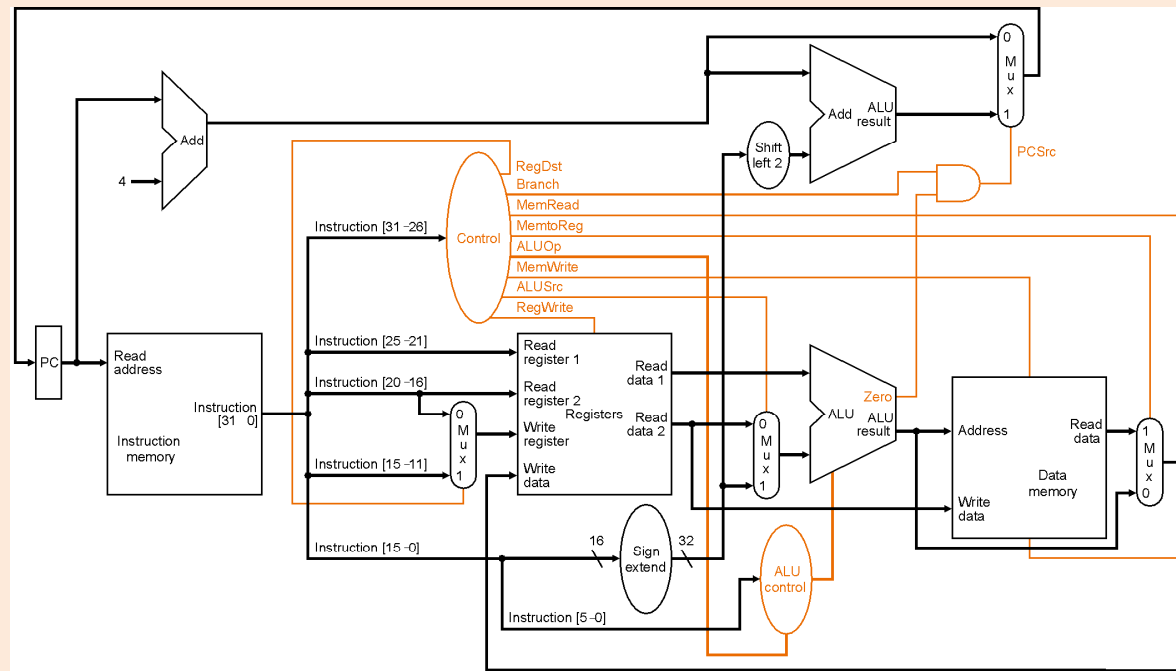 0
M
u
x
1
Add
ALU
result
Add
Shift
left 2
PCSrc
4
RegDst
Branch
MemRead
MemtoReg
ALUOp
MemWrite
ALUSrc
RegWrite
Control
Instruction [31–26]
PC
Read
address
Instruction
[31 0]
Instruction
memory
Instruction [25–21]
Instruction [20–16]
Instruction [15–11]
0
M
u
x
1
Read
register 1
Read
register 2
Write
register
Write
data
Registers
Read
data 1
Read
data 2
0
M
u
x
1
Zero
ALU
ALU
result
Address
Write
data
Read
data
Data
memory
1
M
u
x
0
Instruction [15–0]
16
Sign
extend
32
ALU
control
Instruction [5–0]